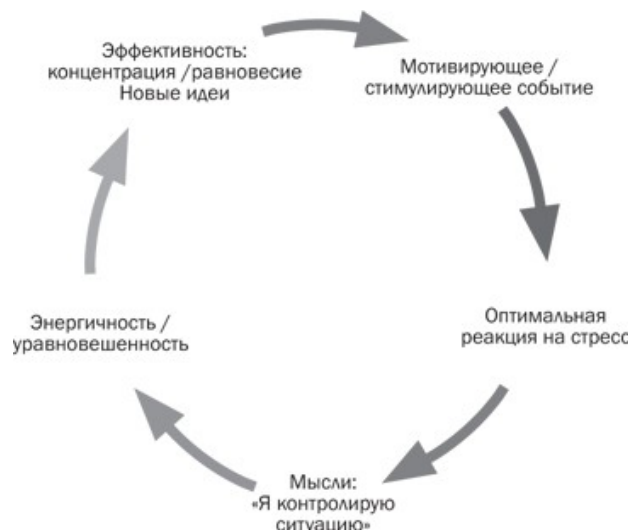 Эффективность:
концентрация /равновесие
Новые идеи
Мотивирующее /
стимулирующее событие
Оптимальная
реакция на стресс
Мысли:
«Я контролирую
ситуацию»
Энергичность /
уравновешенность